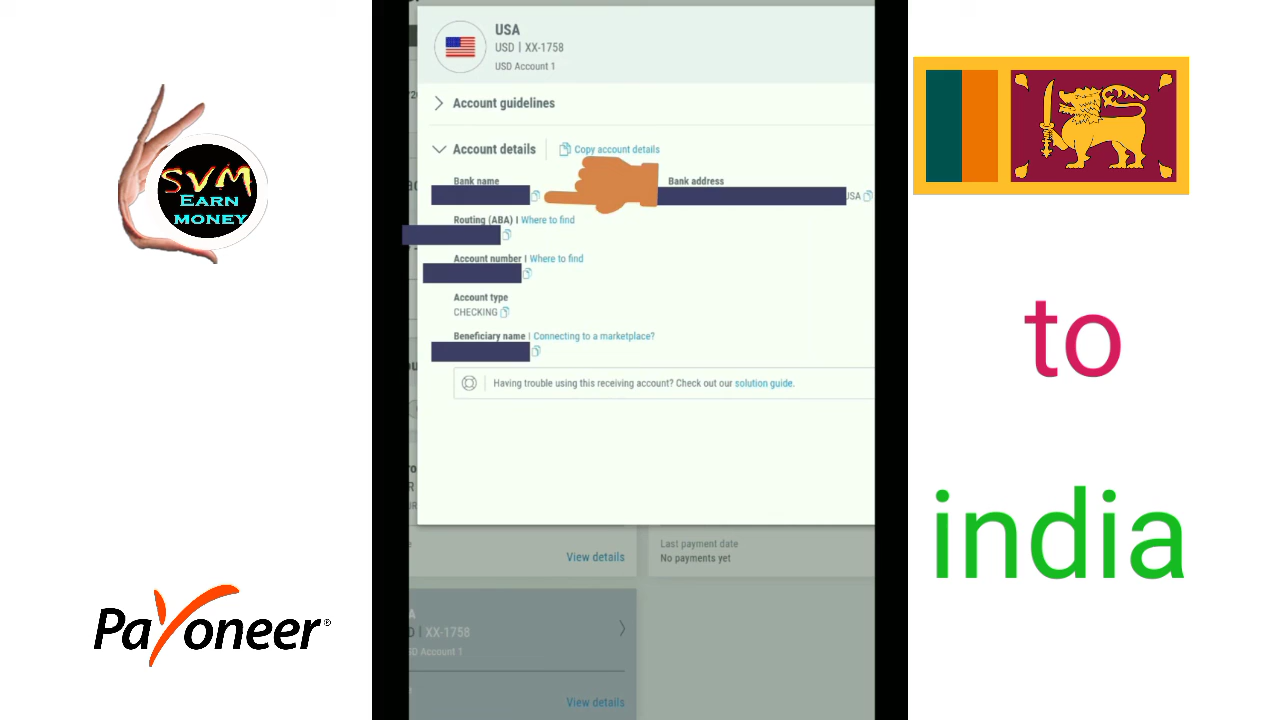 SVM
EARN
MONEY
Payoneer®
USA
USD | XX-1758
USD Account 1
Account guidelines
Account details
Copy account details
Bank name
Bank address
USA
Routing (ABA) | Where to find
Account number | Where to find
Account type
CHECKING
Beneficiary name | Connecting to a marketplace?
Having trouble using this receiving account? Check out our solution guide.
View details
Last payment date
No payments yet
XX-1758
Account 1
View details
to
india